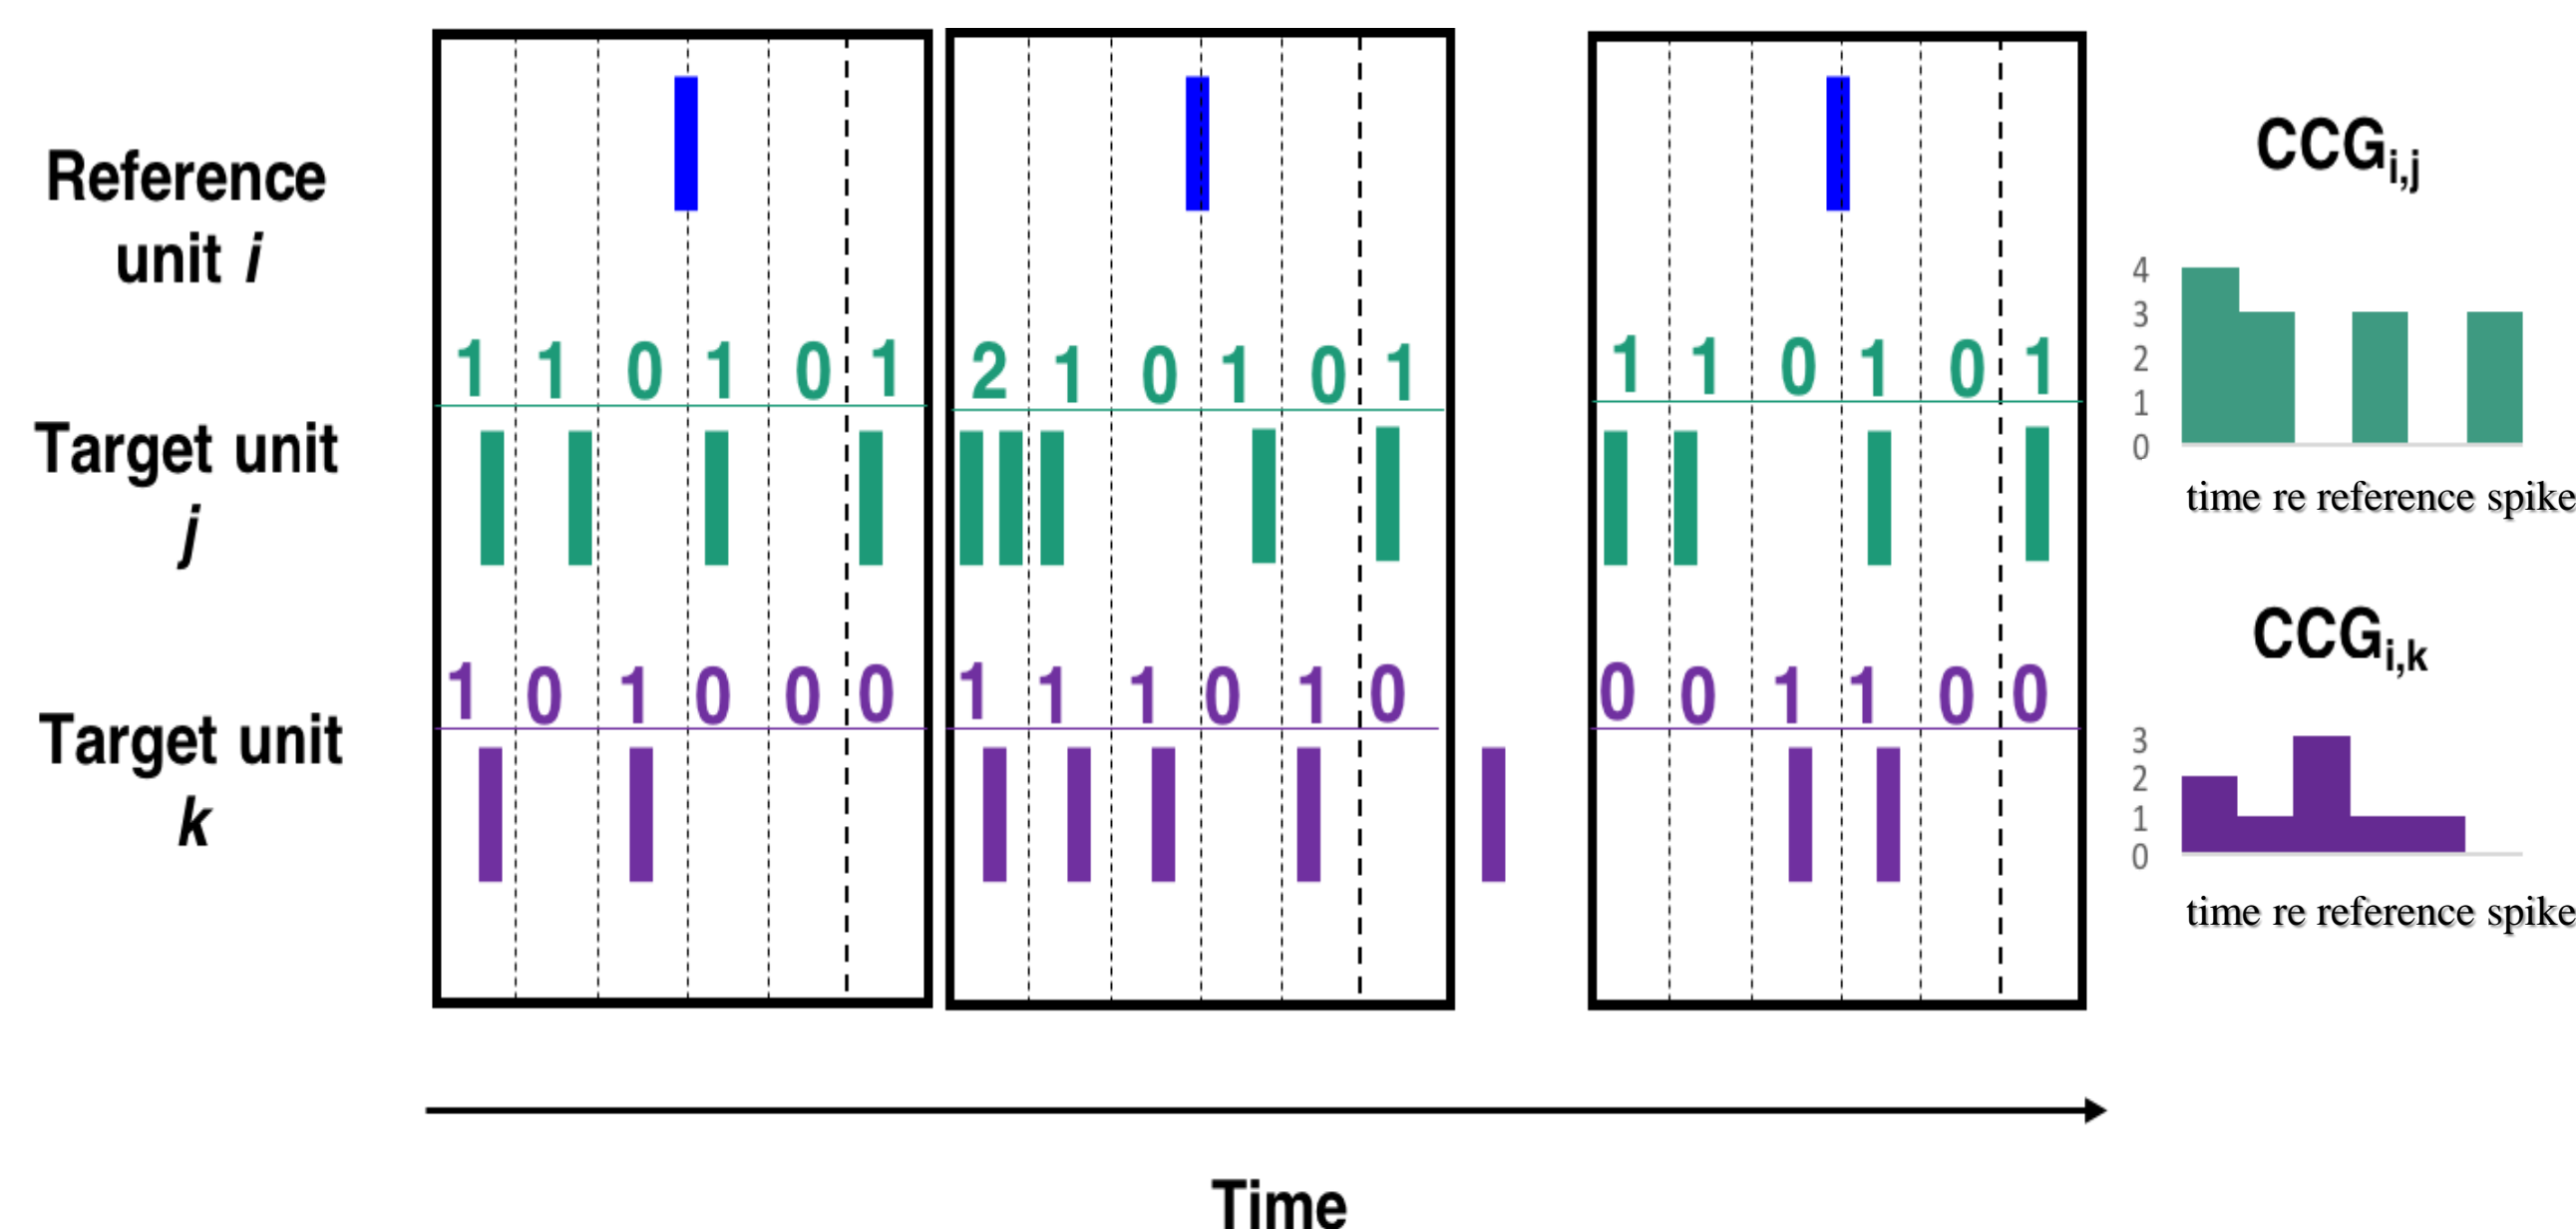 Reference
unit i
Target unit
j
Target unit
k
1 1 0 1 0 1
2 1 0 1 0 1
1 1 0 1 0 1
1 0 1 0 0 0
1 1 1 0 1 0
0 0 1 1 0 0
CCGi,j
4
3
2
1
0
time re reference spike
CCGi,k
3
2
1
0
time re reference spike
Time